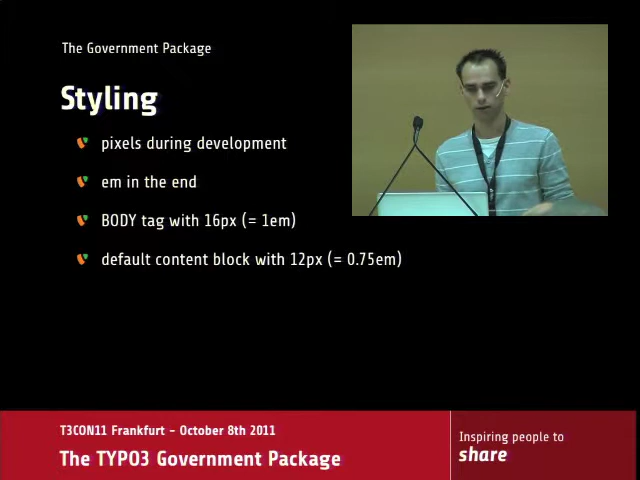 The Government Package
Styling
pixels during development
em in the end
BODY tag with 16px (= 1em)
default content block with 12px (= 0.75em)
T3CON11 Frankfurt - October 8th 2011
The TYPO3 Government Package
Inspiring people to
share